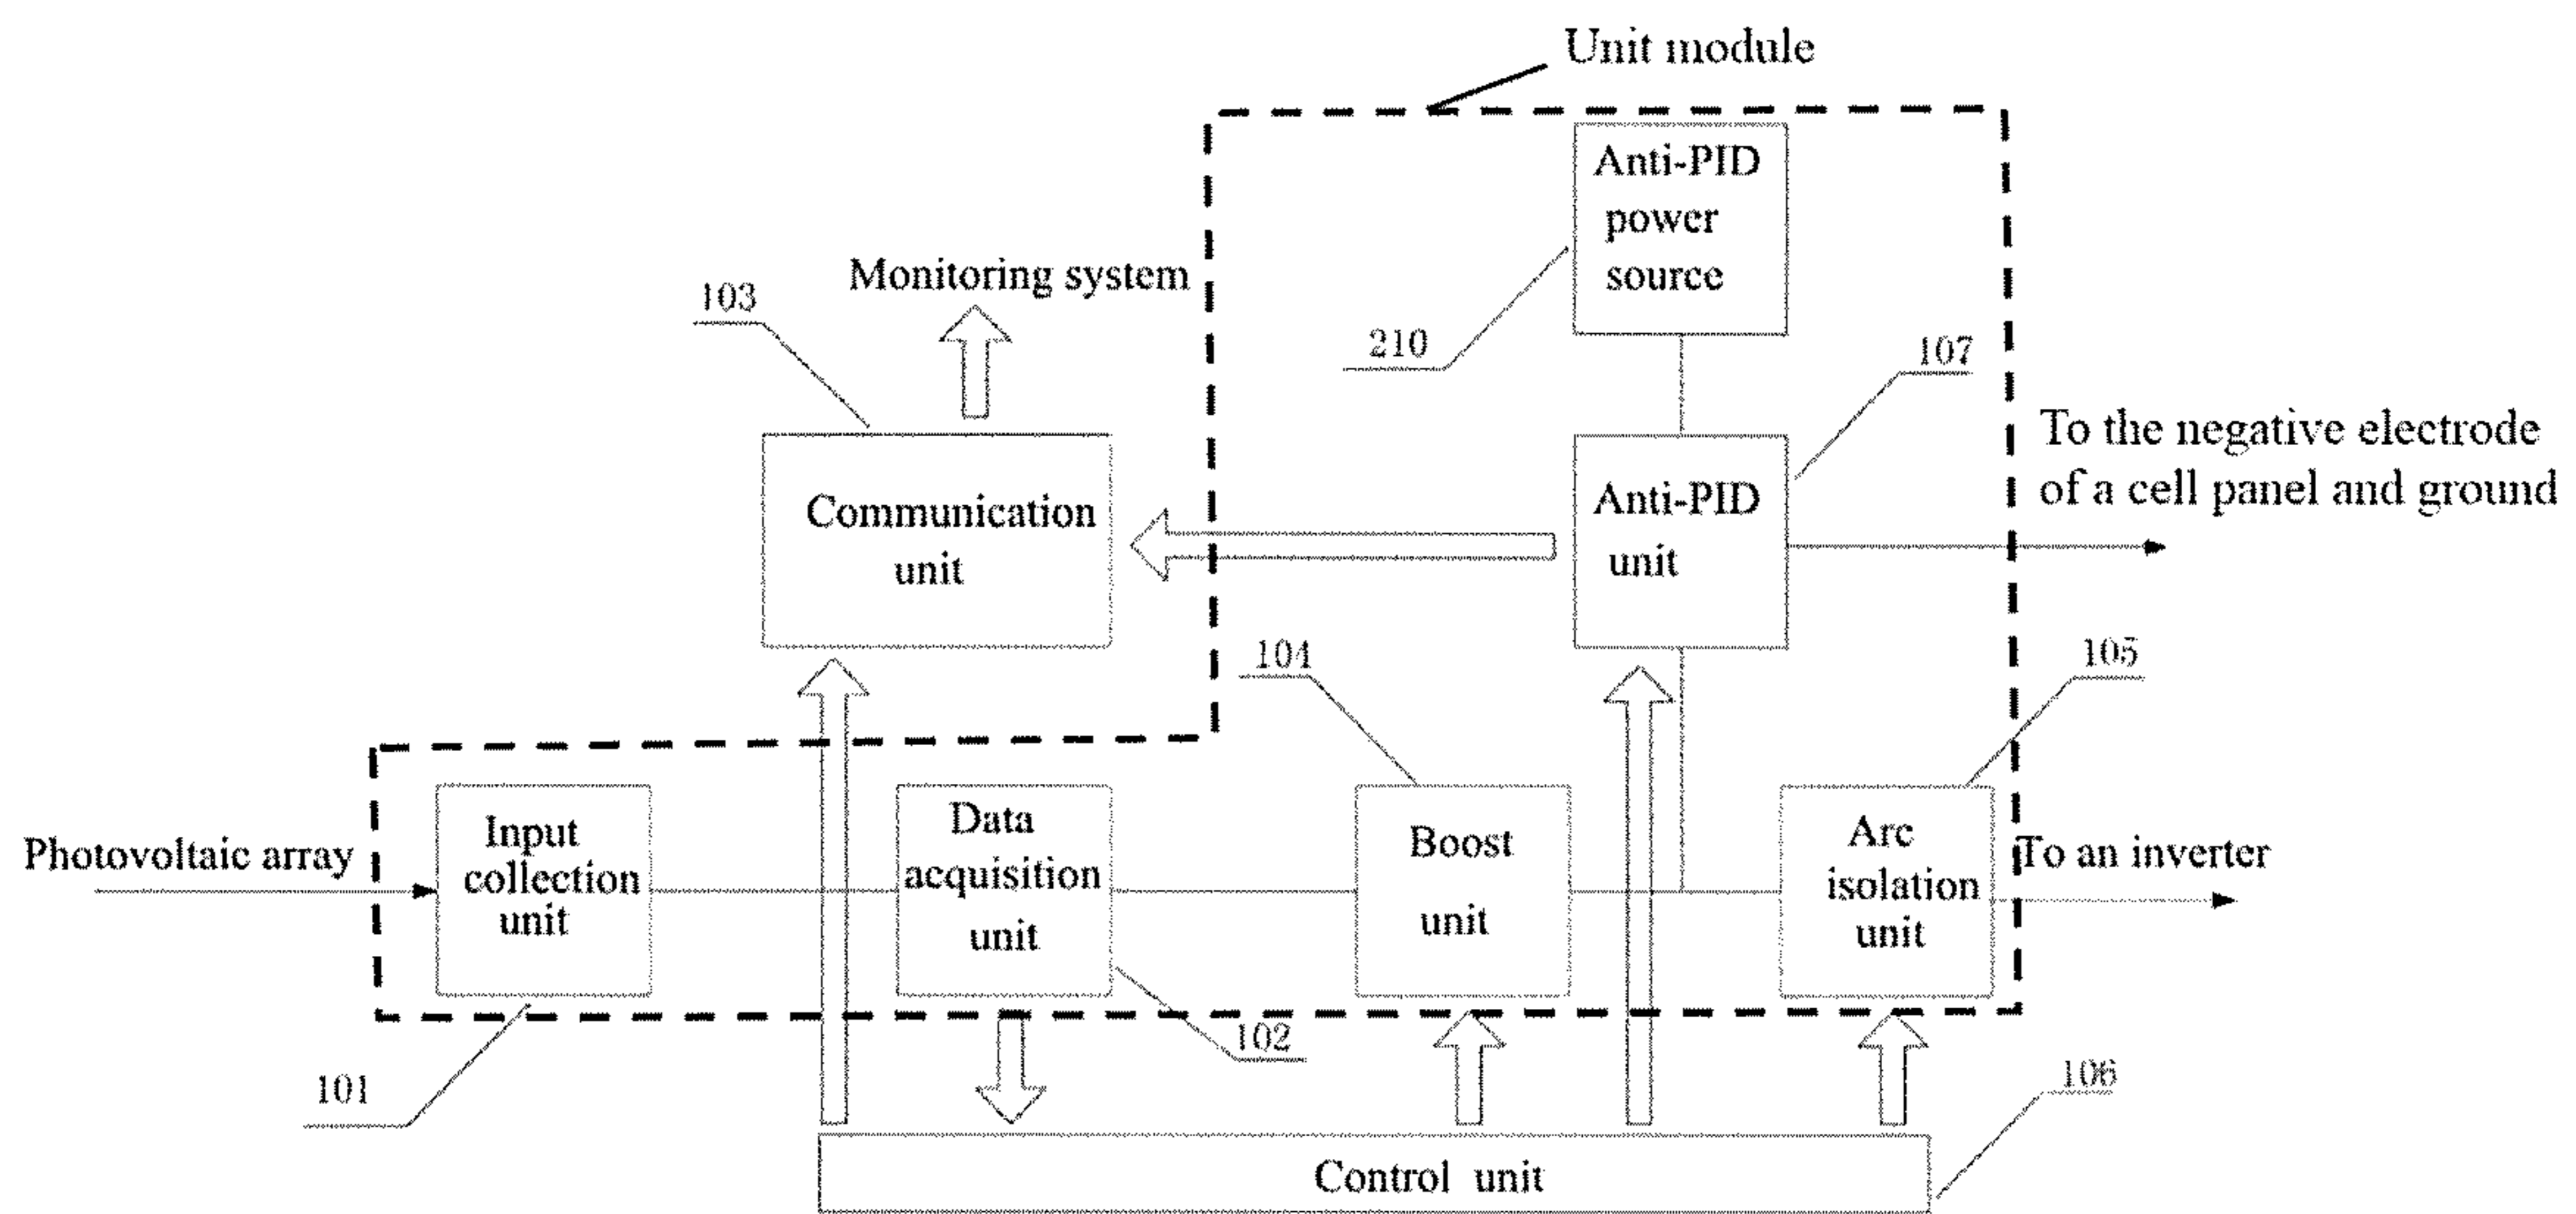 Unit module
Anti-PID
power
source
Monitoring system
103
210
107
To the negative electrode
of a cell panel and ground
Communication
unit
Anti-PID
unit
104
105
Photovoltaic array
Input
collection
unit
Data
acquisition
unit
Boost
unit
Arc
isolation
unit
To an inverter
101
102
106
Control unit